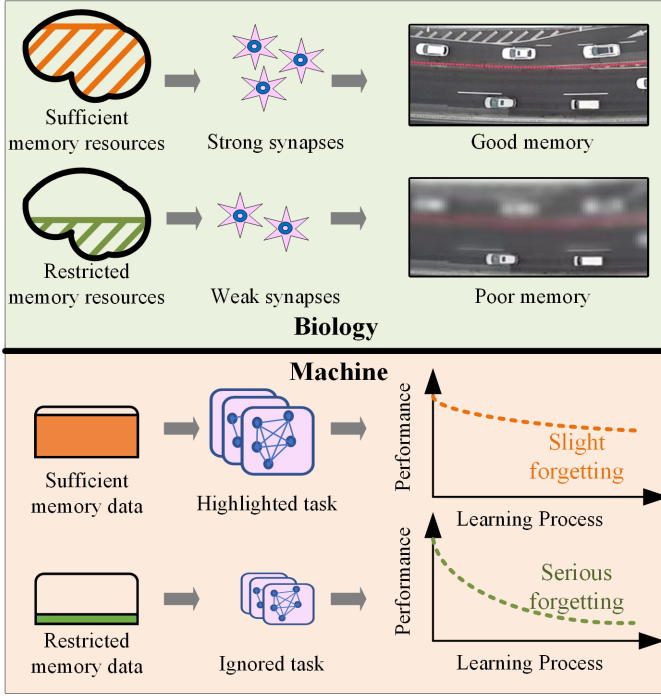 Sufficient
memory resources
Strong synapses
Good memory
Restricted
memory resources
Weak synapses
Poor memory
Biology
Machine
Sufficient
memory data
Highlighted task
Performance
Slight
forgetting
Learning Process
Restricted
memory data
Ignored task
Performance
Serious
forgetting
Learning Process